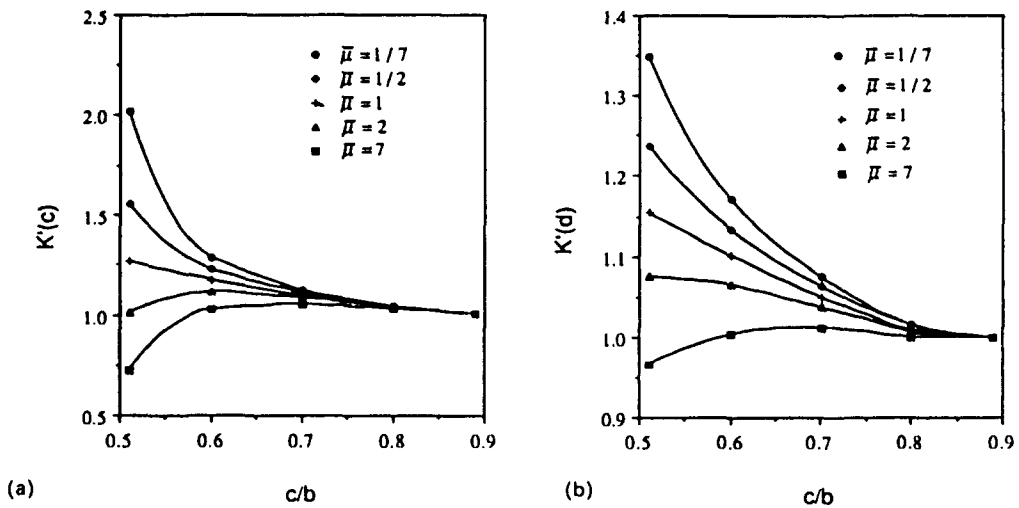 2.5
2.0
1.5
1.0
0.5
K'(c)
μ̄ = 1 / 7
μ̄ = 1 / 2
μ̄ = 1
μ̄ = 2
μ̄ = 7
0.5 0.6 0.7 0.8 0.9
(a) c/b
1.4
1.3
1.2
1.1
1.0
0.9
K'(d)
μ̄ = 1 / 7
μ̄ = 1 / 2
μ̄ = 1
μ̄ = 2
μ̄ = 7
0.5 0.6 0.7 0.8 0.9
(b) c/b